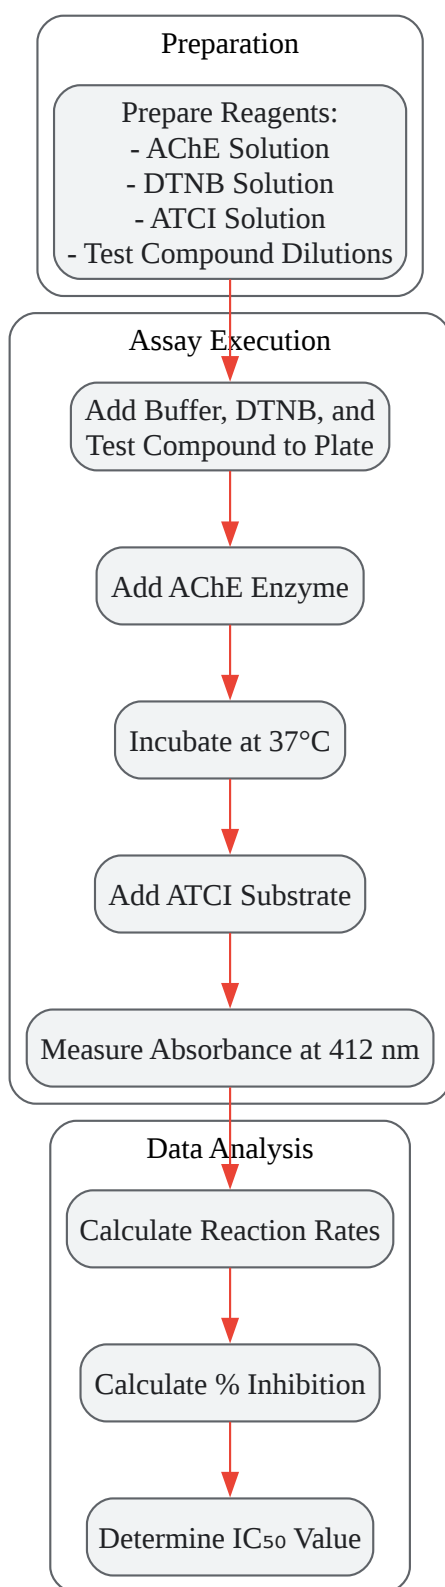 Preparation
Prepare Reagents:
- AChE Solution
- DTNB Solution
- ATCI Solution
- Test Compound Dilutions
Assay Execution
Add Buffer, DTNB, and
Test Compound to Plate
Add AChE Enzyme
Incubate at 37°C
Add ATCI Substrate
Measure Absorbance at 412 nm
Data Analysis
Calculate Reaction Rates
Calculate % Inhibition
Determine IC₅₀ Value